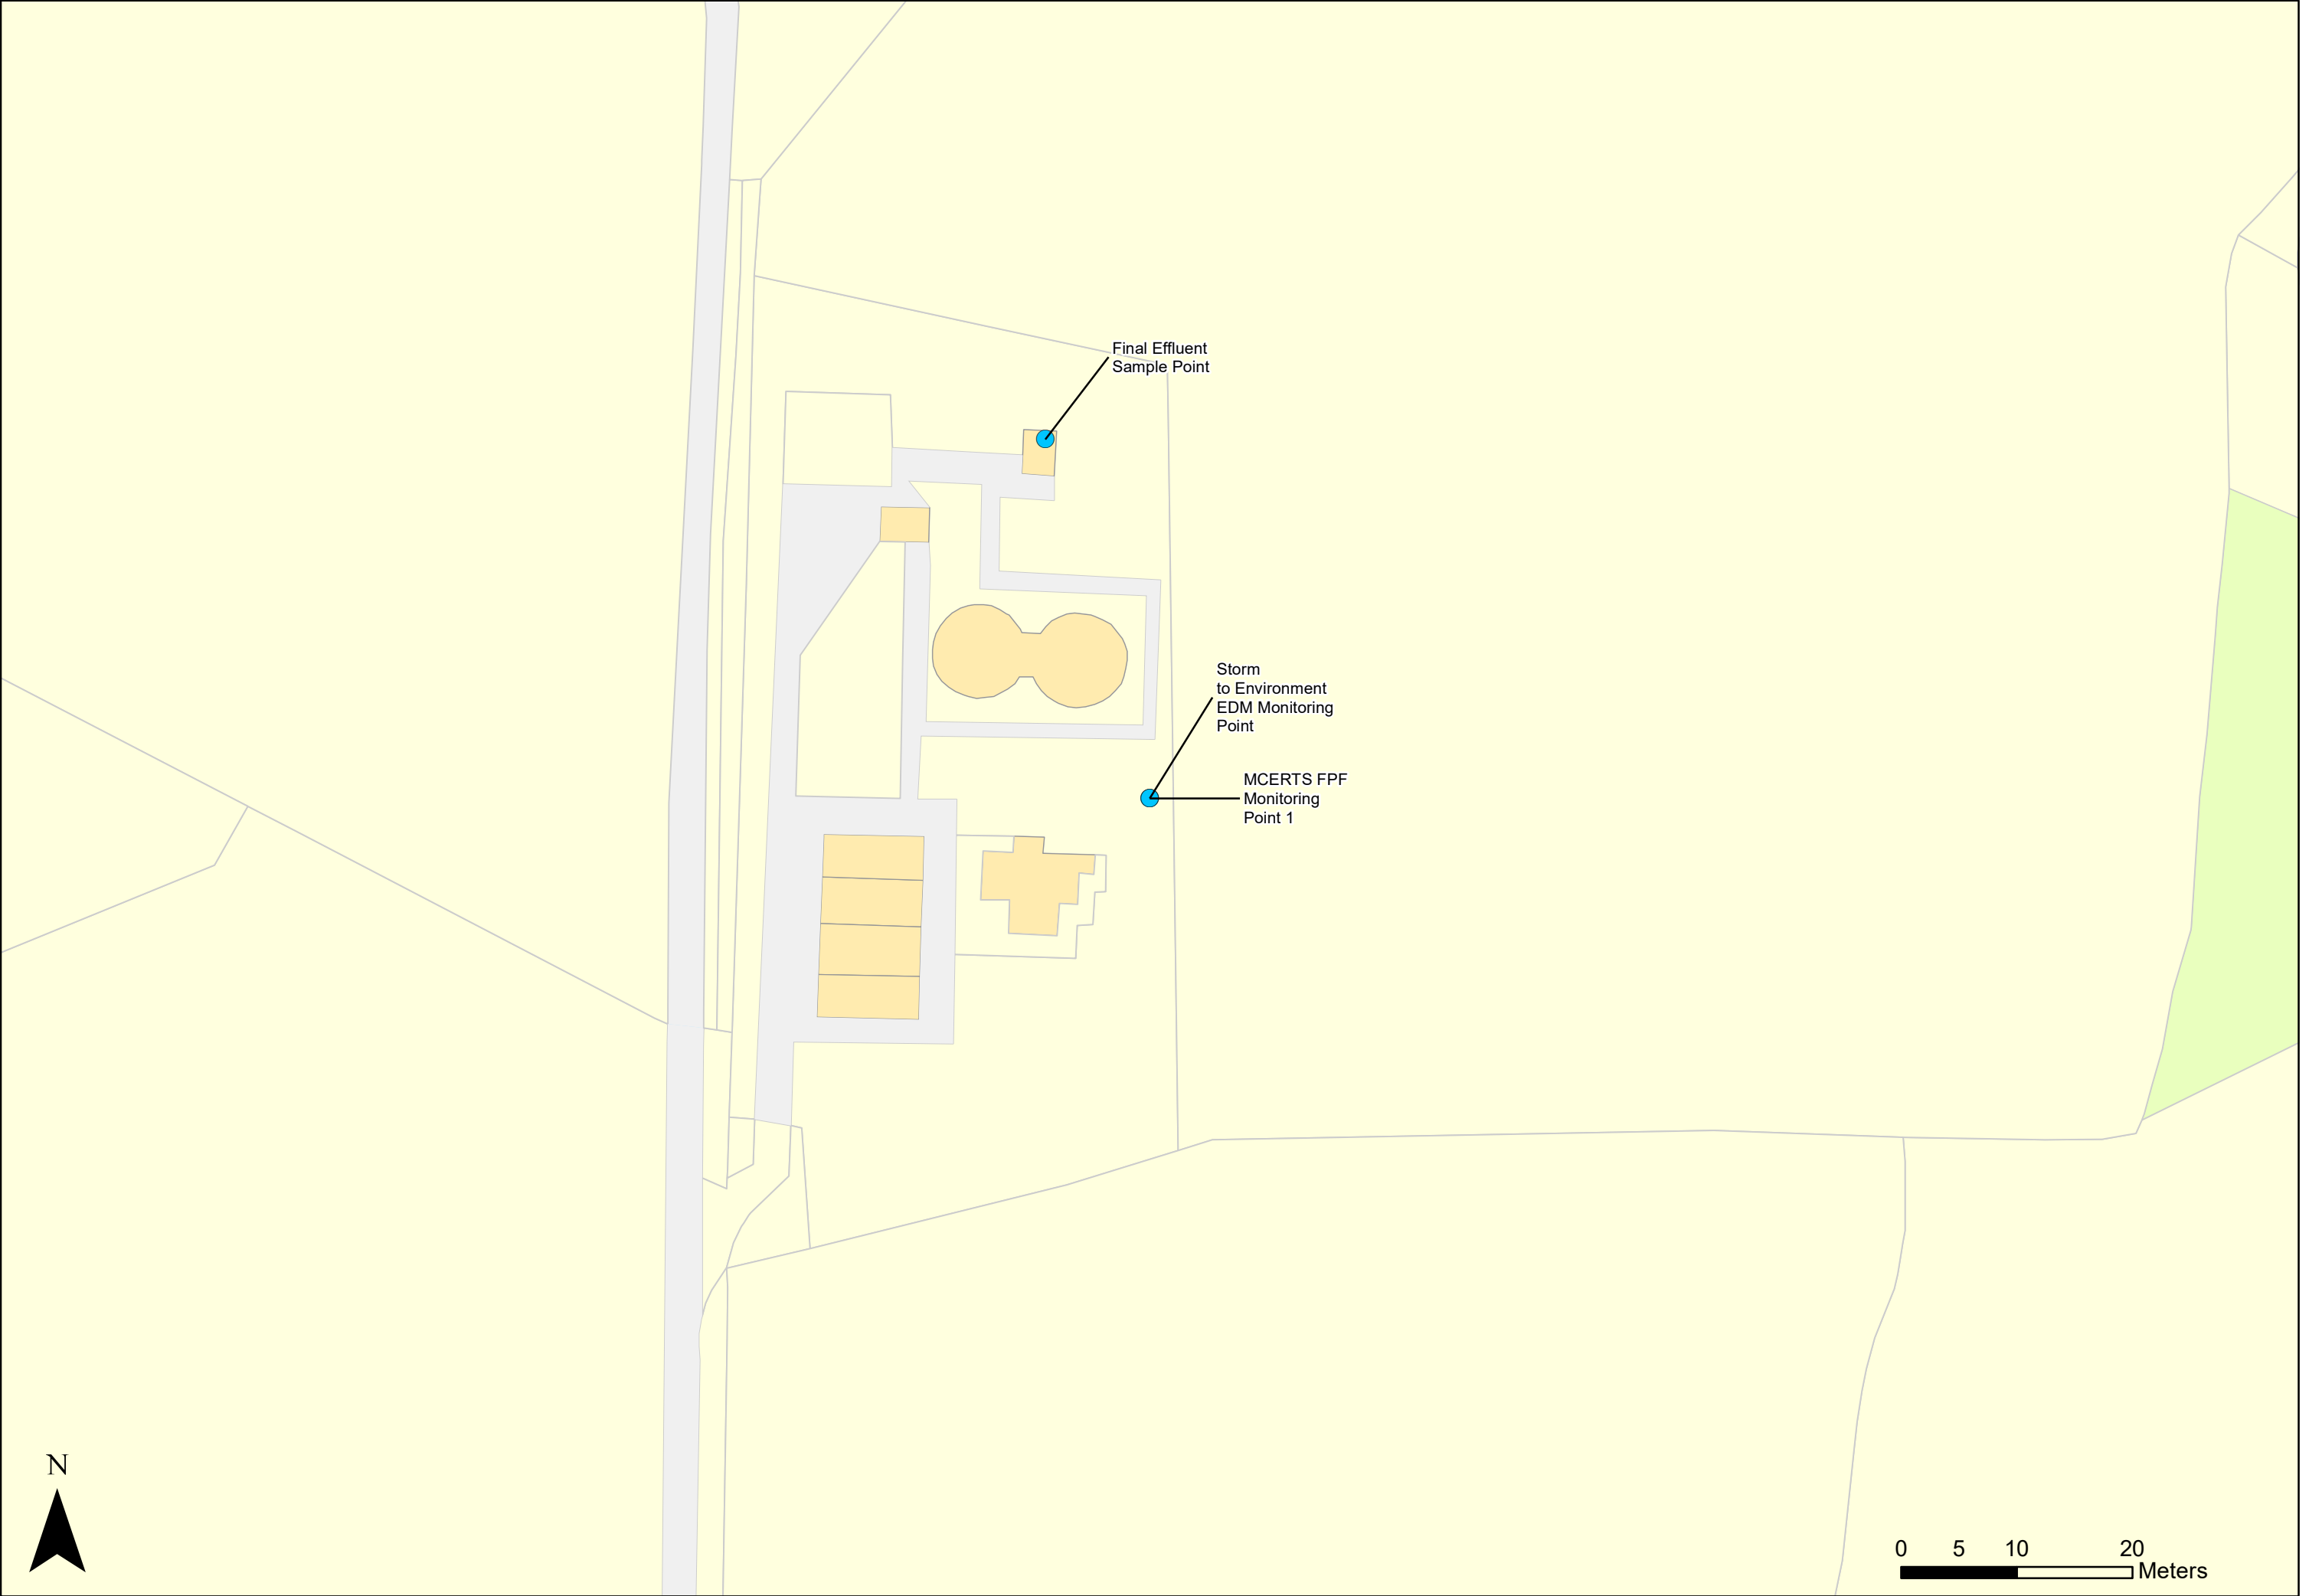 Final Effluent
Sample Point
Storm
to Environment
EDM Monitoring
Point
MCERTS FPF
Monitoring
Point 1
N
0 5 10 20
Meters